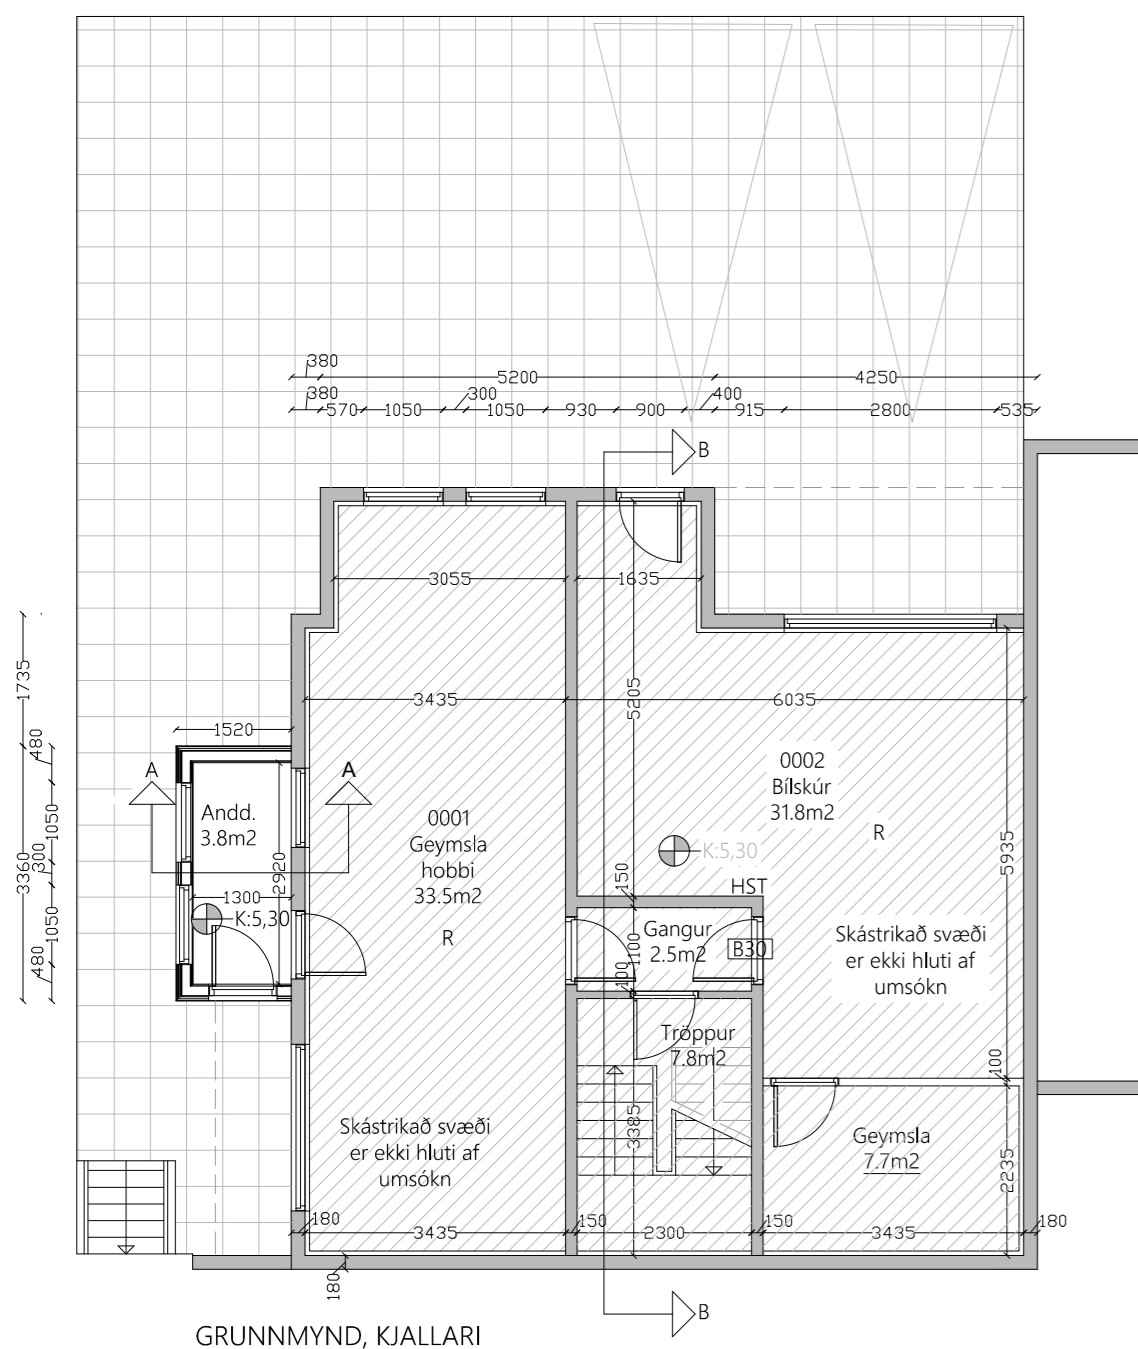 380
5200
4250
380
570
1050
300
1050
930
900
400
915
2800
535
B
3055
1635
1735
3435
5205
6035
1520
480
A
A
0002
Bílskúr
31.8m2
R
Andd.
3.8m2
0001
Geymsla
hobbi
33.5m2
R
1050
3360
300
2920
1300
K:5,30
K:5,30
5935
150
HST
1050
480
Gangur
2.5m2
1100
100
B30
Skástrikað svæði
er ekki hluti af
umsókn
Tröppur
7.8m2
100
Skástrikað svæði
er ekki hluti af
umsókn
3385
Geymsla
7.7m2
2235
180
3435
150
2300
150
3435
180
180
B
GRUNNMYND, KJALLARI